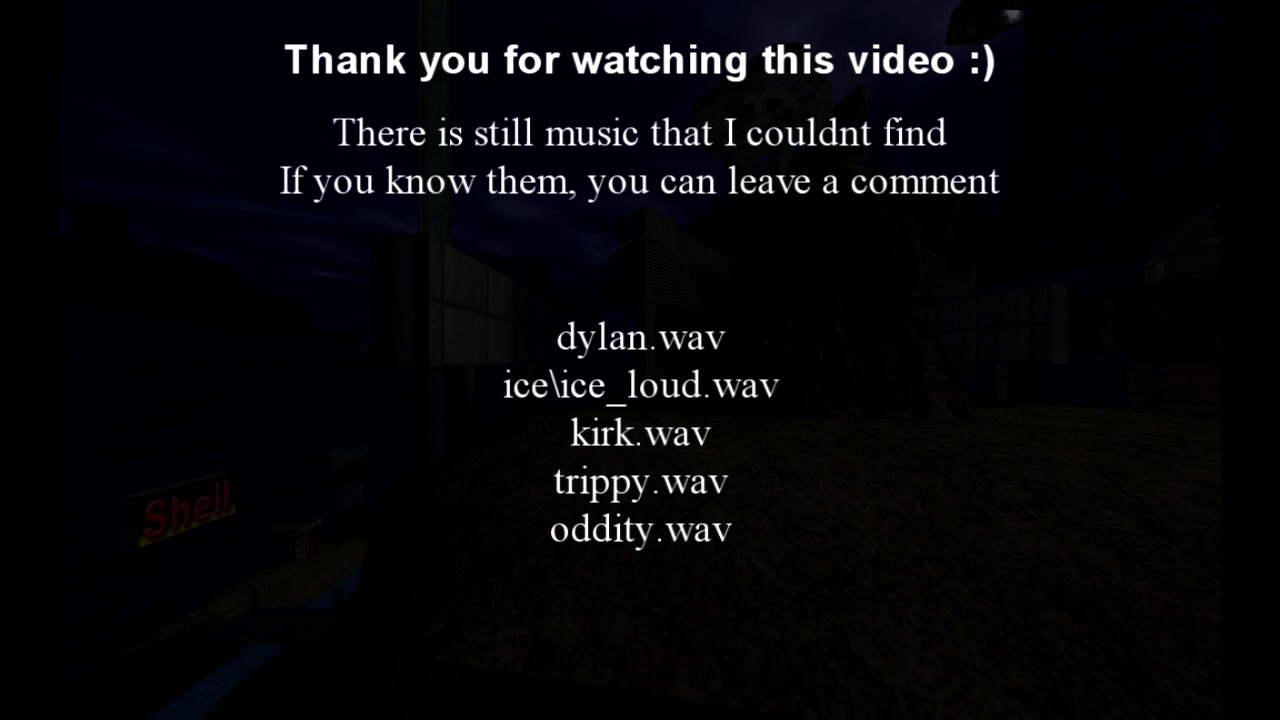 Thank you for watching this video :)
There is still music that I couldnt find
If you know them, you can leave a comment
dylan.wav
ice\ice_loud.wav
kirk.wav
trippy.wav
oddity.wav
Shell